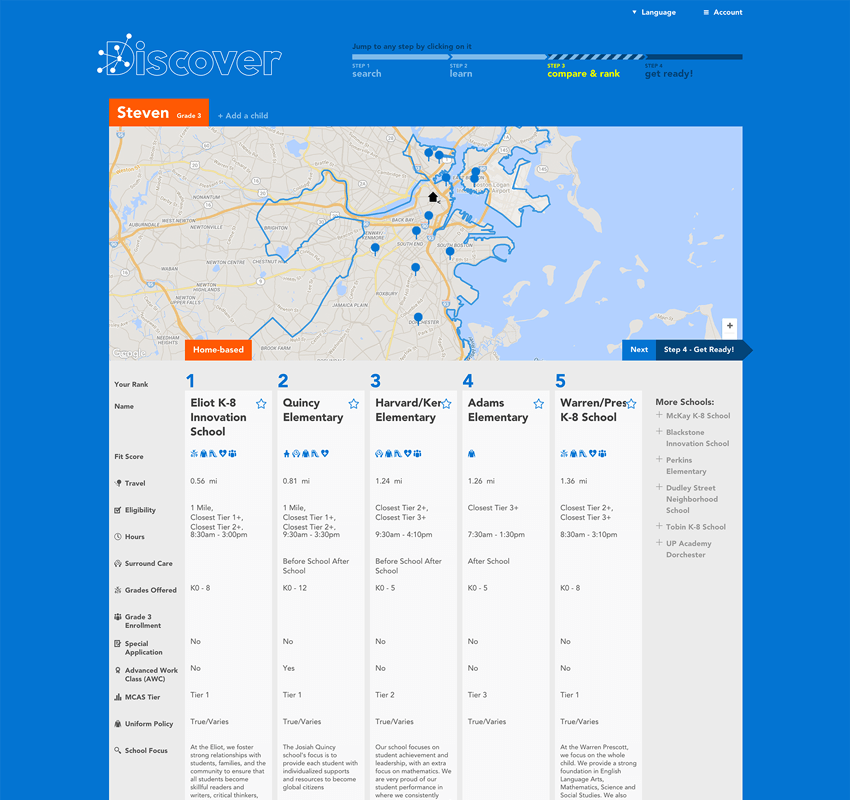 Language
Account
Discover
Jump to any step by clicking on it
STEP 1
search
STEP 2
learn
STEP 3
compare & rank
STEP 4
get ready!
Steven Grade 3
+ Add a child
NONANTUM
AUBURNDALE
WEST NEWTON
NEWTONVILLE
BRIGHTON
BACK BAY
SOUTH END
SOUTH BOSTON
WABAN
NEWTON CENTRE
CHESTNUT HILL
NEWTON HIGHLANDS
NEWTON UPPER FALLS
ROXBURY
JAMAICA PLAIN
DORCHESTER
NEEDHAM HEIGHTS
BROOK FARM
Google
+
Home-based
Next
Step 4 - Get Ready!
Your Rank
1
2
3
4
5
Name
Eliot K-8
Innovation
School
Quincy
Elementary
Harvard/Ken
Elementary
Adams
Elementary
Warren/Pres
K-8 School
More Schools:
+ McKay K-8 School
+ Blackstone
Innovation School
+ Perkins
Elementary
+ Dudley Street
Neighborhood
School
+ Tobin K-8 School
+ UP Academy
Dorchester
Fit Score
Travel
0.56 mi
0.81 mi
1.24 mi
1.26 mi
1.36 mi
Eligibility
1 Mile,
Closest Tier 1+,
Closest Tier 2+.
1 Mile,
Closest Tier 1+,
Closest Tier 2+.
Closest Tier 2+,
Closest Tier 3+
Closest Tier 3+
Closest Tier 2+,
Closest Tier 3+
Hours
8:30am - 3:00pm
9:30am - 3:30pm
9:30am - 4:10pm
7:30am - 1:30pm
8:30am - 3:10pm
Surround Care
Before School After
School
Before School After
School
After School
Grades Offered
K0 - 8
K0 - 12
K0 - 5
K0 - 5
K0 - 8
Grade 3
Enrollment
Special
Application
No
No
No
No
No
Advanced Work
Class (AWC)
No
Yes
No
No
No
MCAS Tier
Tier 1
Tier 1
Tier 2
Tier 3
Tier 1
Uniform Policy
True/Varies
True/Varies
True/Varies
True/Varies
True/Varies
School Focus
At the Eliot, we foster
strong relationships with
students, families, and the
community to ensure that
all students become
skillful readers and
writers, critical thinkers,
The Josiah Quincy
school's focus is to
provide each student with
individualized supports
and resources to become
global citizens
Our school focuses on
student achievement and
leadership, with an extra
focus on mathematics. We
are very proud of our
student performance in
where we consistently
At the Warren Prescott,
we focus on the whole
child. We provide a strong
foundation in English
Language Arts,
Mathematics, Science and
Social Studies. We also